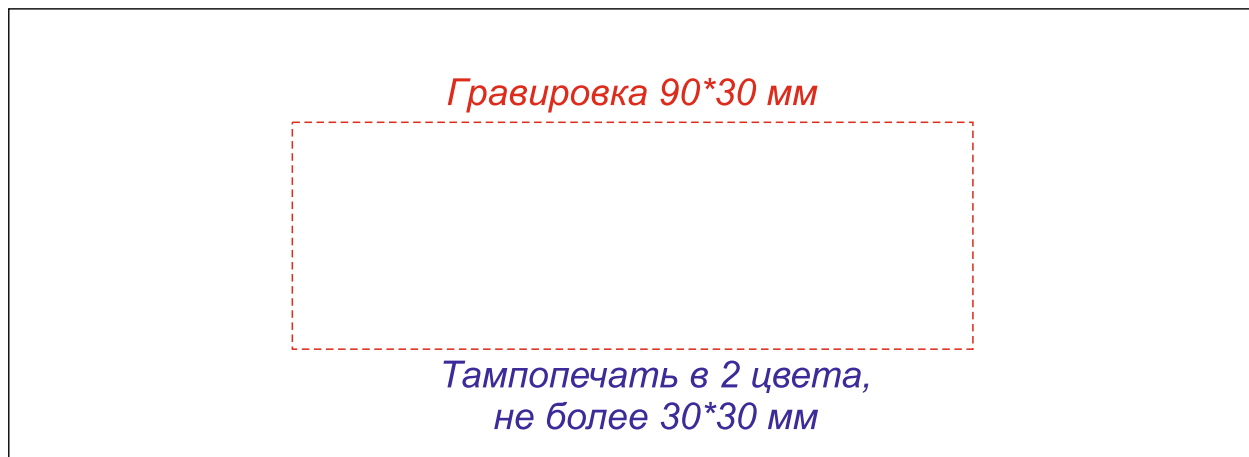 Гравировка 90*30 мм
Тампопечать в 2 цвета,
не более 30*30 мм